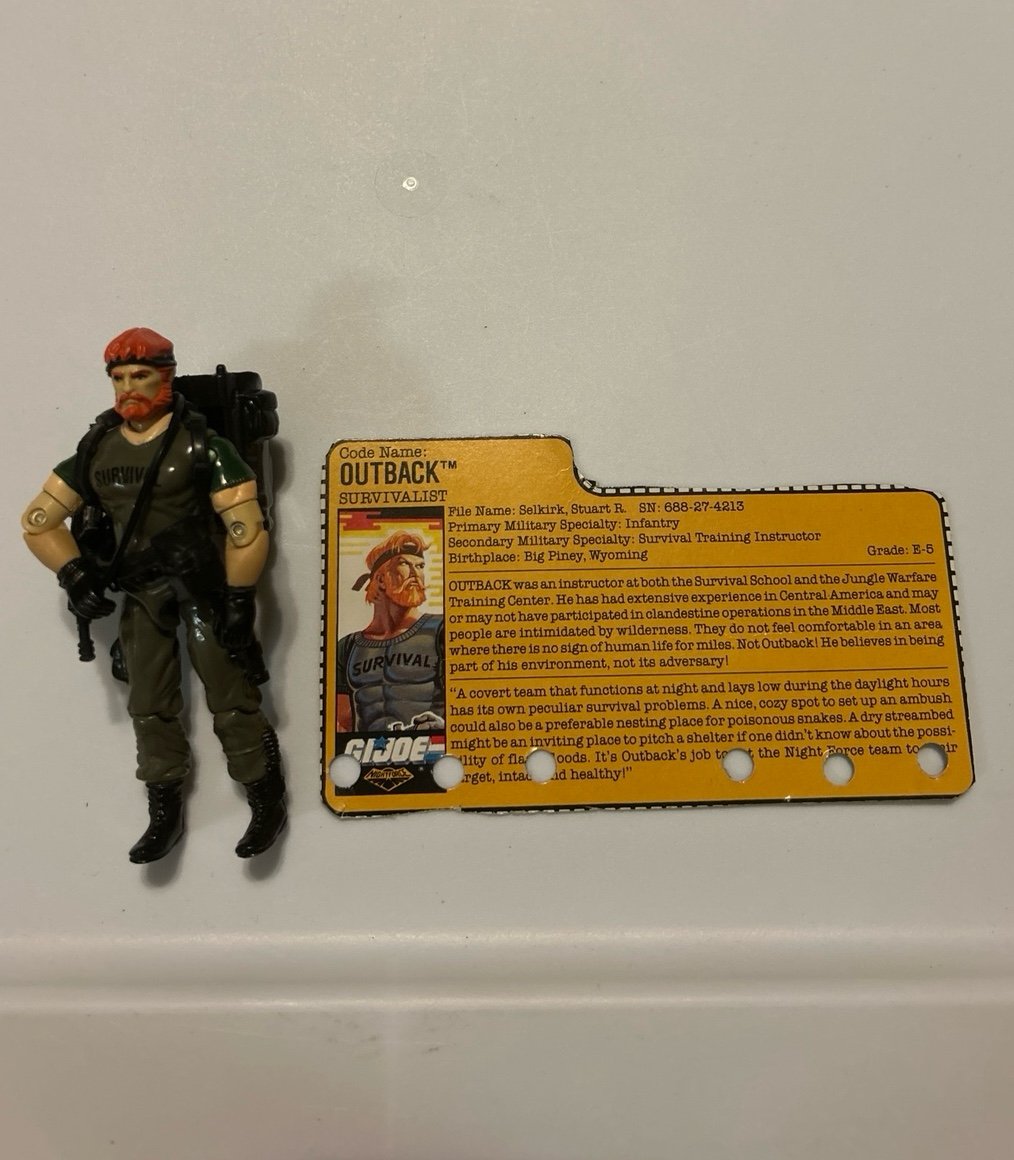 SURVIVAL
Code Name:
OUTBACK™
SURVIVALIST
File Name: Selkirk, Stuart R. SN: 688-27-4213
Primary Military Specialty: Infantry
Secondary Military Specialty: Survival Training Instructor
Birthplace: Big Piney, Wyoming Grade: E-5
OUTBACK was an instructor at both the Survival School and the Jungle Warfare
Training Center. He has had extensive experience in Central America and may
or may not have participated in clandestine operations in the Middle East. Most
people are intimidated by wilderness. They do not feel comfortable in an area
where there is no sign of human life for miles. Not Outback! He believes in being
part of his environment, not its adversary!
"A covert team that functions at night and lays low during the daylight hours
has its own peculiar survival problems. A nice, cozy spot to set up an ambush
could also be a preferable nesting place for poisonous snakes. A dry streambed
might be an inviting place to pitch a shelter if one didn't know about the possi-
of It's Outback's job the Night Force team to
and healthy!"
SURVIVAL
GI JOE
NIGHT FORCE